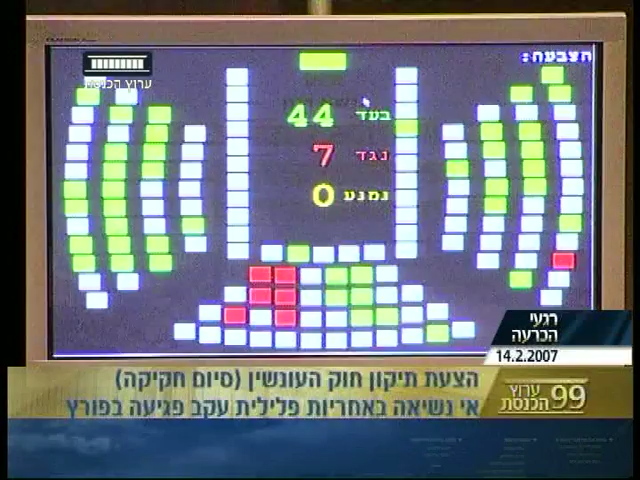 הצבעה:
ערוץ הכנסת
בעד 44
נגד 7
נמנע 0
רגעי
הכרעה
14.2.2007
ערוץ
הכנסת 99
הצעת תיקון חוק העונשין (סיום חקיקה)
אי נשיאה באחריות פלילית עקב פגיעה בפורץ